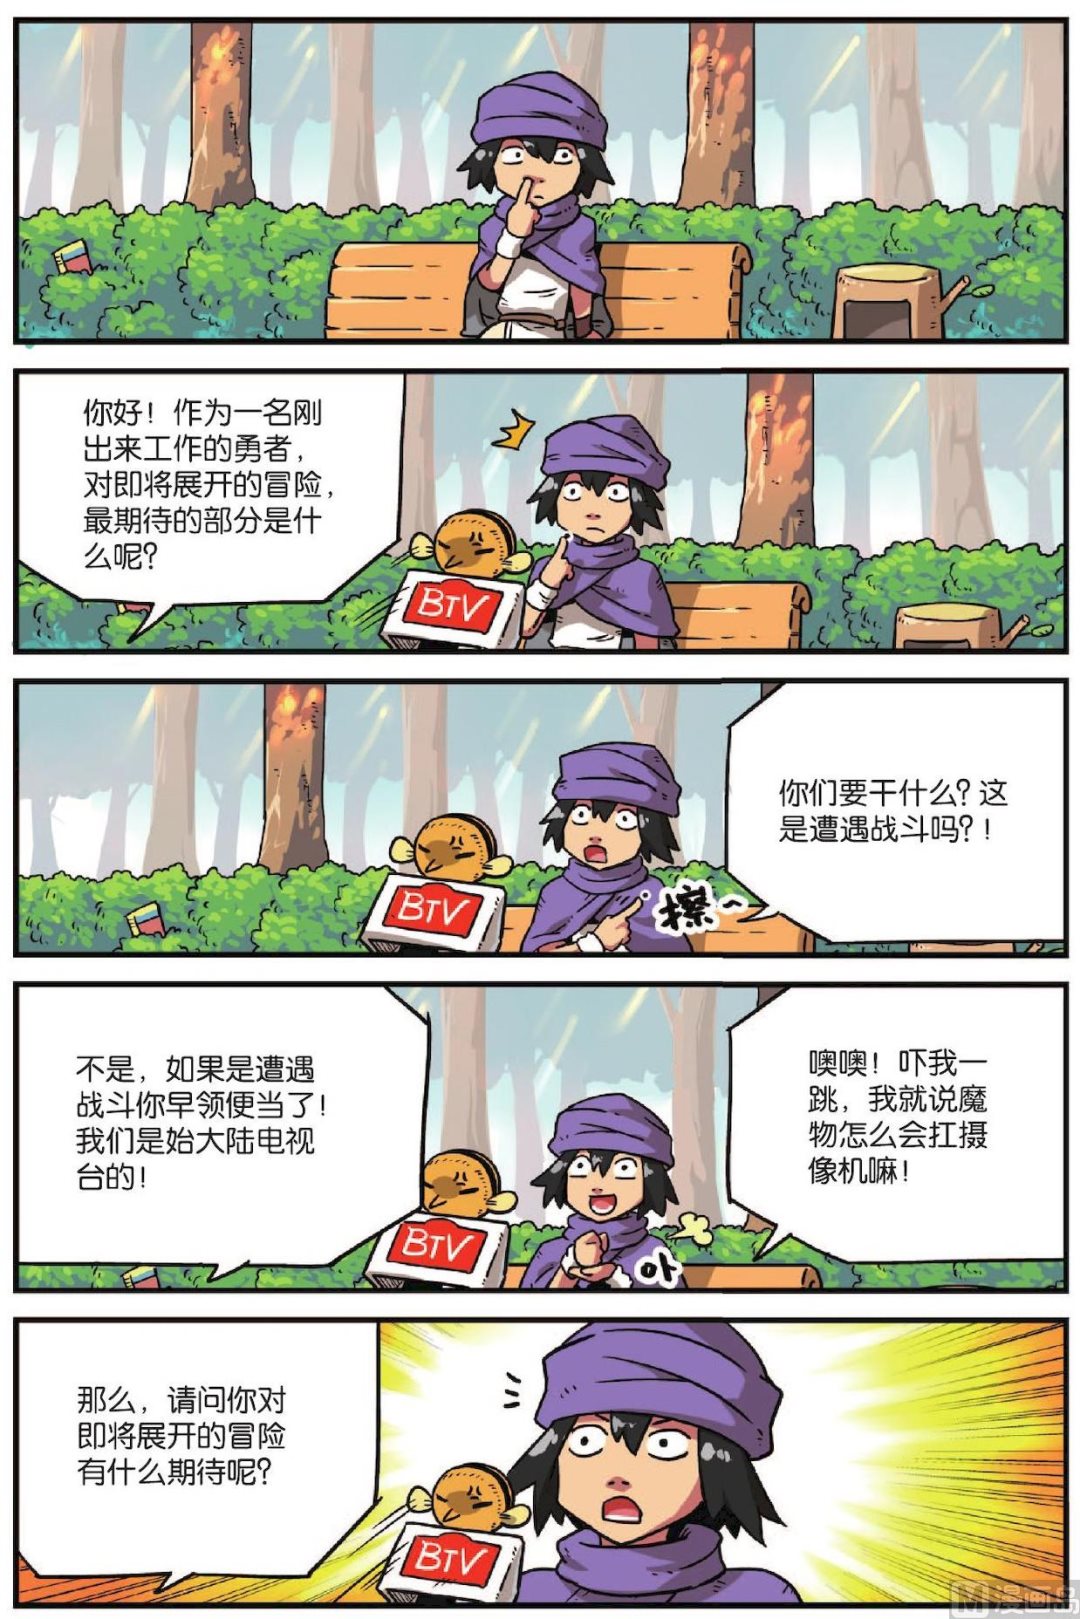 你好！作为一名刚
出来工作的勇者，
对即将展开的冒险，
最期待的部分是什
么呢？
BTV
你们要干什么？这
是遭遇战斗吗？！
BTV
擦~
不是，如果是遭遇
战斗你早领便当了！
我们是始大陆电视
台的！
噢噢！吓我一
跳，我就说魔
物怎么会扛摄
像机嘛！
BTV
卟
那么，请问你对
即将展开的冒险
有什么期待呢？
BTV
M 漫画岛